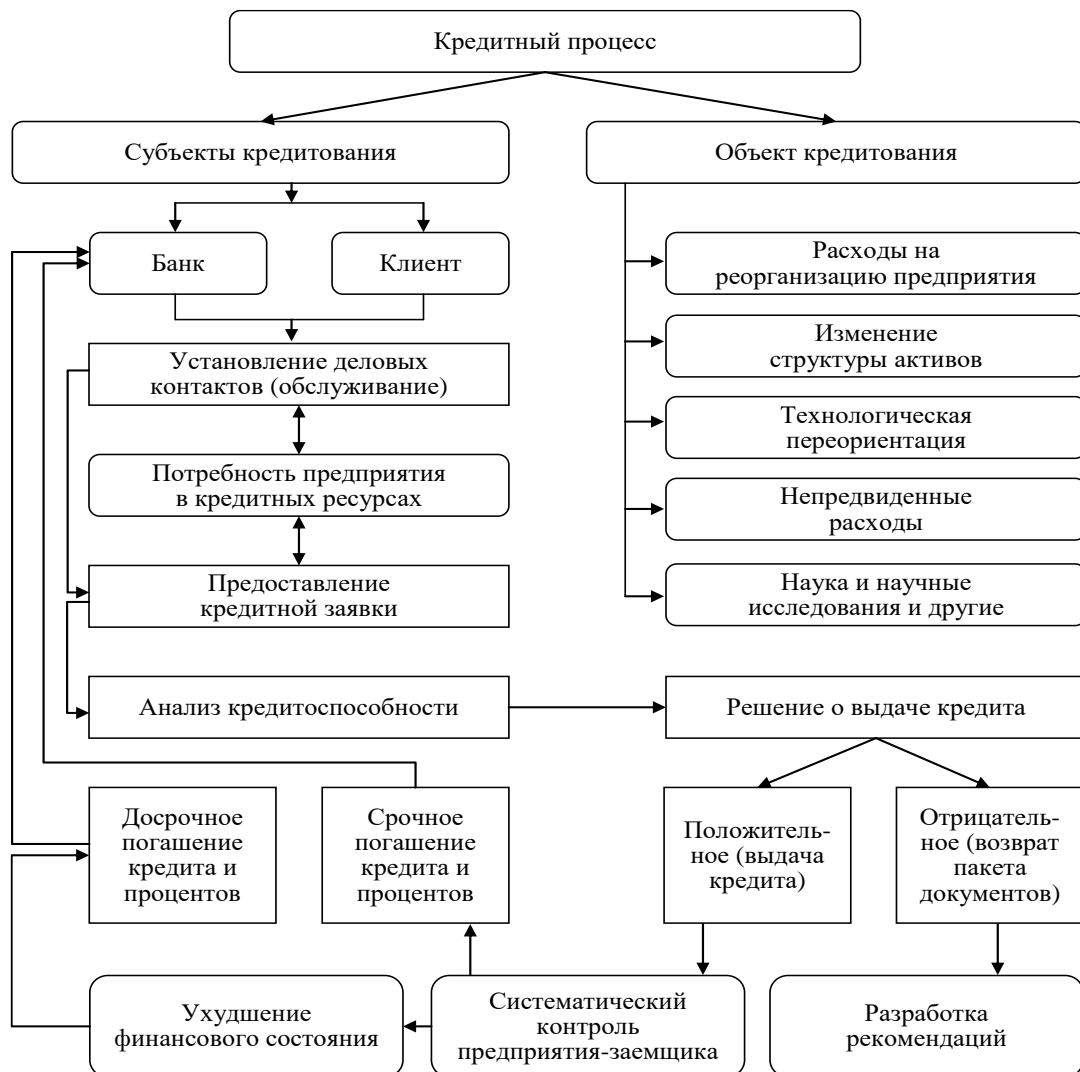 Кредитный процесс
Субъекты кредитования
Объект кредитования
Банк
Клиент
Расходы на
реорганизацию предприятия
Установление деловых
контактов (обслуживание)
Изменение
структуры активов
Технологическая
переориентация
Потребность предприятия
в кредитных ресурсах
Непредвиденные
расходы
Предоставление
кредитной заявки
Наука и научные
исследования и другие
Анализ кредитоспособности
Решение о выдаче кредита
Досрочное
погашение
кредита и
процентов
Срочное
погашение
кредита и
процентов
Положитель-
ное (выдача
кредита)
Отрицатель-
ное (возврат
пакета
документов)
Ухудшение
финансового состояния
Систематический
контроль
предприятия-заемщика
Разработка
рекомендаций